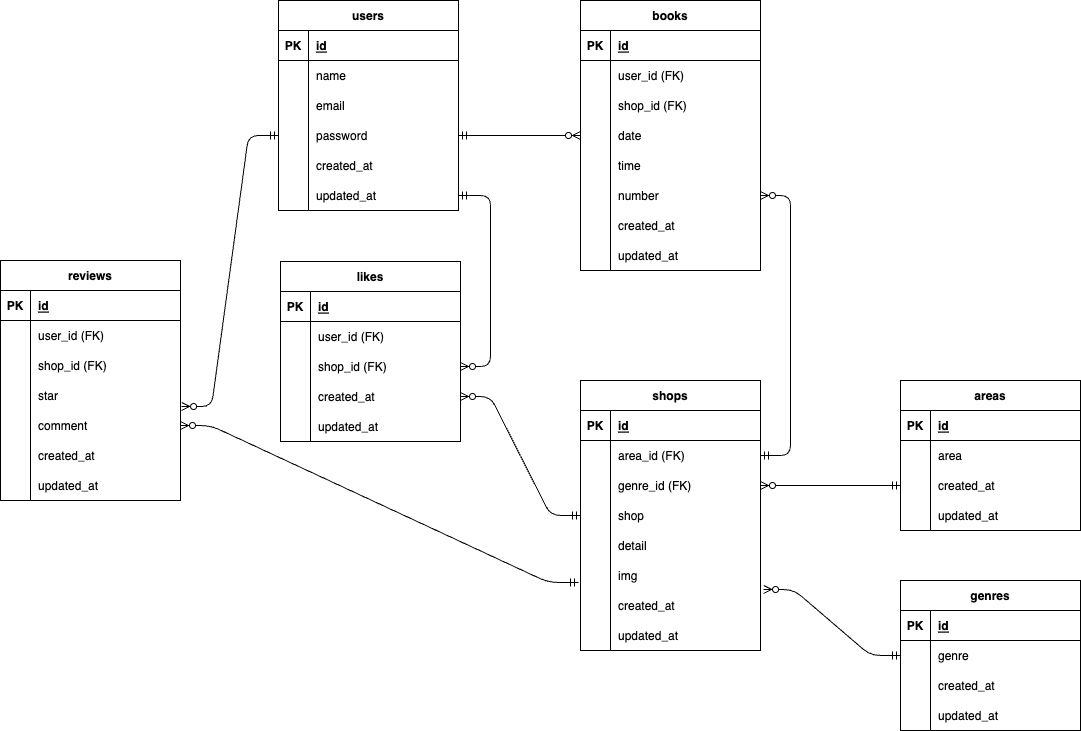 users
PK id
name
email
password
created_at
updated_at
books
PK id
user_id (FK)
shop_id (FK)
date
time
number
created_at
updated_at
reviews
PK id
user_id (FK)
shop_id (FK)
star
comment
created_at
updated_at
likes
PK id
user_id (FK)
shop_id (FK)
created_at
updated_at
shops
PK id
area_id (FK)
genre_id (FK)
shop
detail
img
created_at
updated_at
areas
PK id
area
created_at
updated_at
genres
PK id
genre
created_at
updated_at